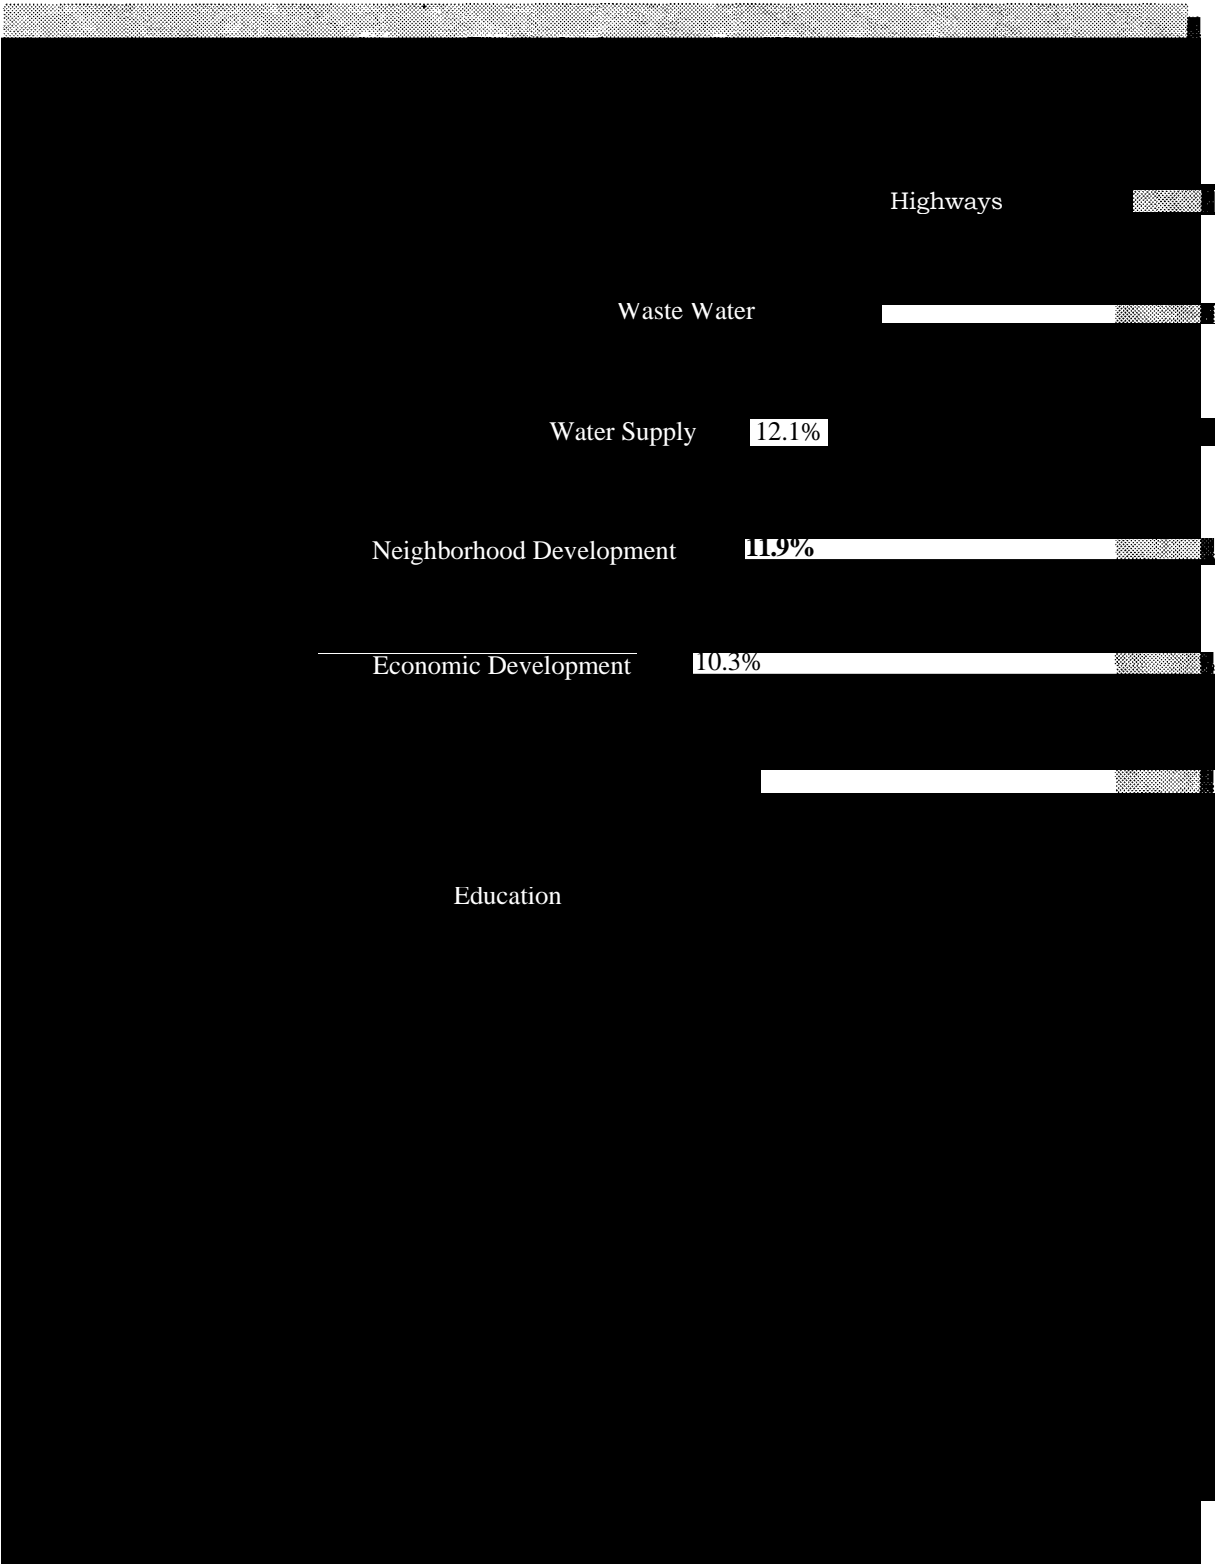 Highways
Waste Water
Water Supply 12.1%
Neighborhood Development 11.9%
Economic Development 10.3%
Education